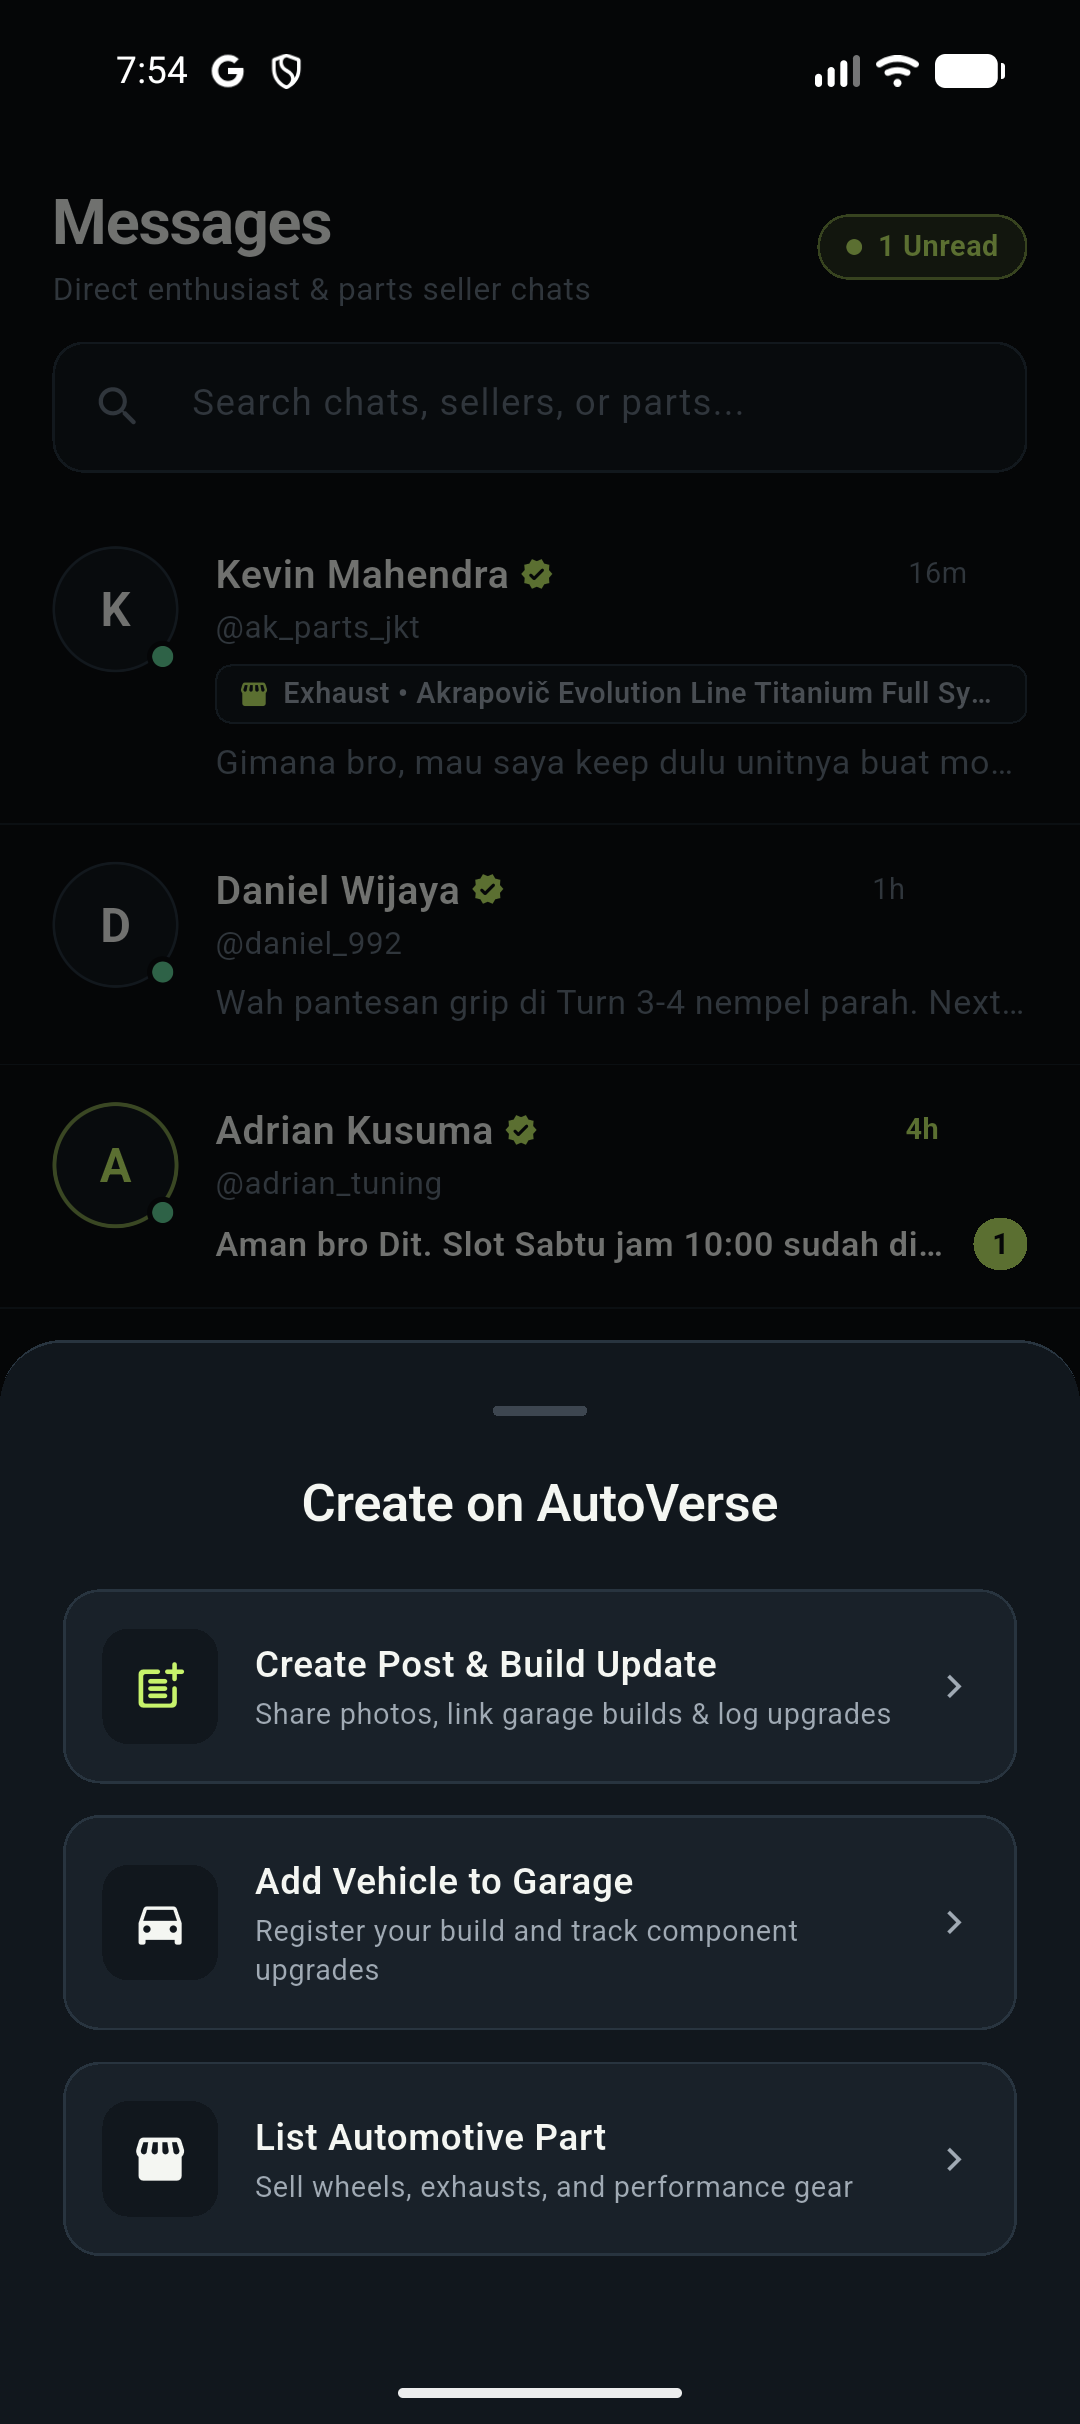 7:54
Messages
1 Unread
Direct enthusiast & parts seller chats
Search chats, sellers, or parts...
K
Kevin Mahendra
16m
@ak_parts_jkt
Exhaust • Akrapovič Evolution Line Titanium Full Sy...
Gimana bro, mau saya keep dulu unitnya buat mo...
D
Daniel Wijaya
1h
@daniel_992
Wah pantesan grip di Turn 3-4 nempel parah. Next...
A
Adrian Kusuma
4h
@adrian_tuning
Aman bro Dit. Slot Sabtu jam 10:00 sudah di...
1
Create on AutoVerse
Create Post & Build Update
Share photos, link garage builds & log upgrades
Add Vehicle to Garage
Register your build and track component
upgrades
List Automotive Part
Sell wheels, exhausts, and performance gear